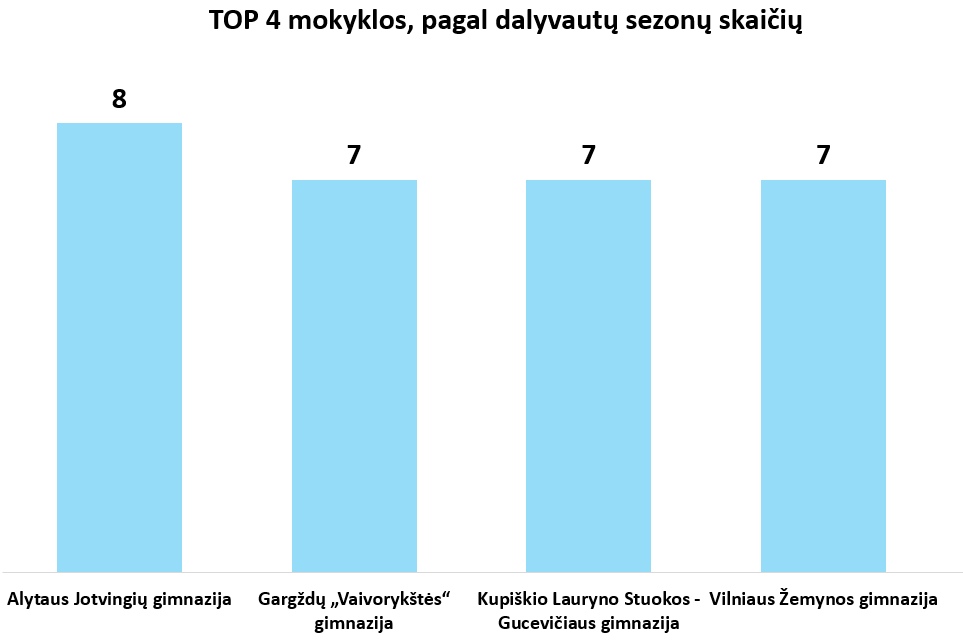 TOP 4 mokyklos, pagal dalyvautų sezonų skaičių
8
7
7
7
Alytaus Jotvingių gimnazija
Gargždų „Vaivorykštės“
gimnazija
Kupiškio Lauryno Stuokos -
Gucevičiaus gimnazija
Vilniaus Žemynos gimnazija